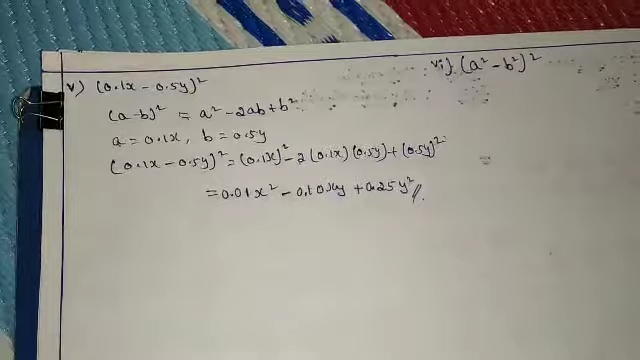 v) (0.1x - 0.5y)²
(a-b)² = a² - 2ab + b²
a = 0.1x, b = 0.5y
(0.1x - 0.5y)² = (0.1x)² - 2(0.1x)(0.5y) + (0.5y)²
= 0.01x² - 0.10xy + 0.25y²//.
vi) (a² - b²)²